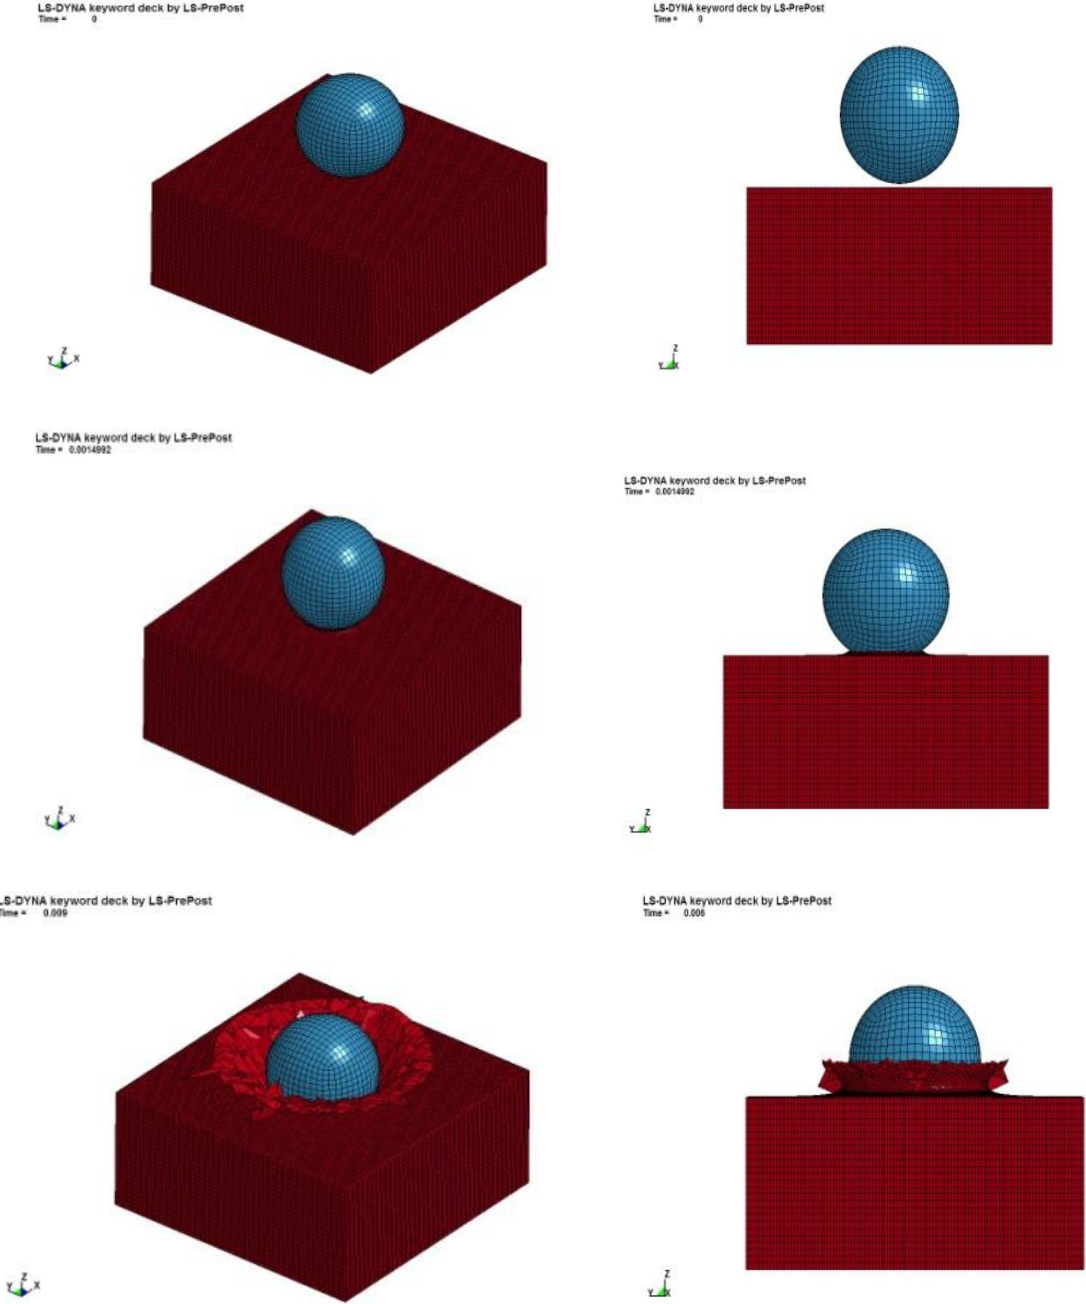 LS-DYNA keyword deck by LS-PrePost
Time = 0
LS-DYNA keyword deck by LS-PrePost
Time = 0
Z
Y X
Z
Y X
LS-DYNA keyword deck by LS-PrePost
Time = 0.0014992
LS-DYNA keyword deck by LS-PrePost
Time = 0.0014992
Z
Y X
Z
Y X
LS-DYNA keyword deck by LS-PrePost
Time = 0.009
LS-DYNA keyword deck by LS-PrePost
Time = 0.006
Z
Y X
Z
Y X